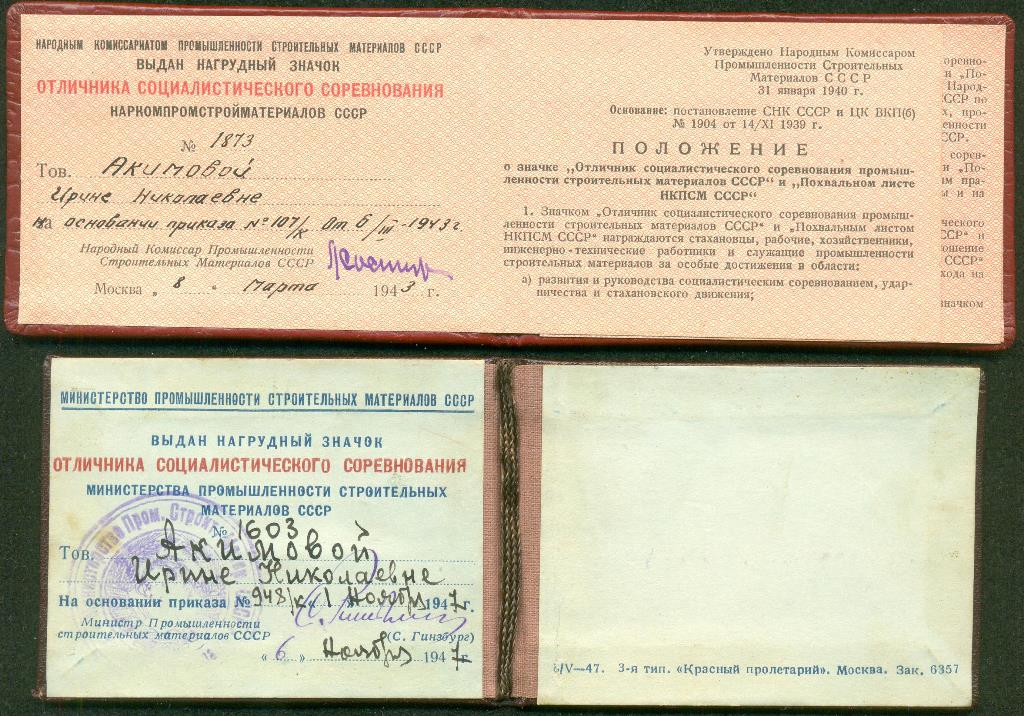 НАРОДНЫМ КОМИССАРИАТОМ ПРОМЫШЛЕННОСТИ СТРОИТЕЛЬНЫХ МАТЕРИАЛОВ СССР
ВЫДАН НАГРУДНЫЙ ЗНАЧОК
ОТЛИЧНИКА СОЦИАЛИСТИЧЕСКОГО СОРЕВНОВАНИЯ
НАРКОМПРОМСТРОЙМАТЕРИАЛОВ СССР
№ 1873
Тов. Акимовой
Ирине Николаевне
на основании приказа № 107/к от 6/III-1943 г.
Народный Комиссар Промышленности
Строительных Материалов СССР
Москва „ 8 " марта 1943 г.
Утверждено Народным Комиссаром
Промышленности Строительных
Материалов СССР
31 января 1940 г.
Основание: постановление СНК СССР и ЦК ВКП(б)
№ 1904 от 14/XI 1939 г.
ПОЛОЖЕНИЕ
о значке „Отличник социалистического соревнования промыш-
ленности строительных материалов СССР" и „Похвальном листе
НКПСМ СССР"
1. Значком „Отличник социалистического соревнования промыш-
ленности строительных материалов СССР" и „Похвальным листом
НКПСМ СССР" награждаются стахановцы, рабочие, хозяйственники,
инженерно-технические работники и служащие промышленности
строительных материалов за особые достижения в области:
а) развития и руководства социалистическим соревнованием, удар-
ничества и стахановского движения;
МИНИСТЕРСТВО ПРОМЫШЛЕННОСТИ СТРОИТЕЛЬНЫХ МАТЕРИАЛОВ СССР
ВЫДАН НАГРУДНЫЙ ЗНАЧОК
ОТЛИЧНИКА СОЦИАЛИСТИЧЕСКОГО СОРЕВНОВАНИЯ
МИНИСТЕРСТВА ПРОМЫШЛЕННОСТИ СТРОИТЕЛЬНЫХ
МАТЕРИАЛОВ СССР
№ 1603
Тов. Акимовой
Ирине Николаевне
На основании приказа № 948/к 1 Ноября 1947 г.
Министр Промышленности
строительных материалов СССР (С. Гинзбург)
« 6 » Ноября 1947 г.
/V—47. 3-я тип. «Красный пролетарий». Москва. Зак. 6357